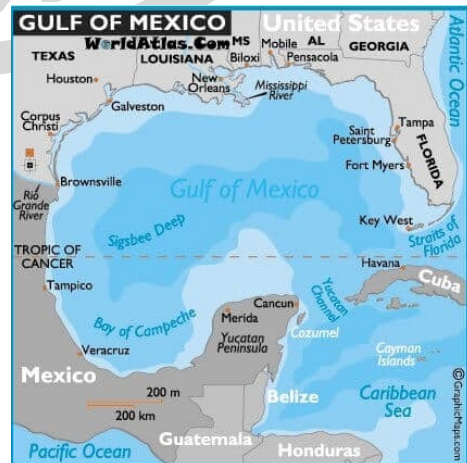 GULF OF MEXICO
United States
WorldAtlas.Com
MS
Mobile
AL
TEXAS
LOUISIANA
Biloxi
Pensacola
GEORGIA
Atlantic Ocean
Houston
New
Orleans
Mississippi
River
Galveston
Corpus
Christi
Tampa
Saint
Petersburg
FLORIDA
Fort Myers
Brownsville
Gulf of Mexico
Rio
Grande
River
Key West
Sigsbee Deep
Straits of
Florida
TROPIC OF
CANCER
Havana
Cuba
Tampico
Yucatan
Channel
Cancun
Bay of Campeche
Merida
Cozumel
Yucatan
Peninsula
Veracruz
Cayman
Islands
Mexico
200 m
200 km
Belize
Caribbean
Sea
©GraphicMaps.com
Guatemala
Pacific Ocean
Honduras